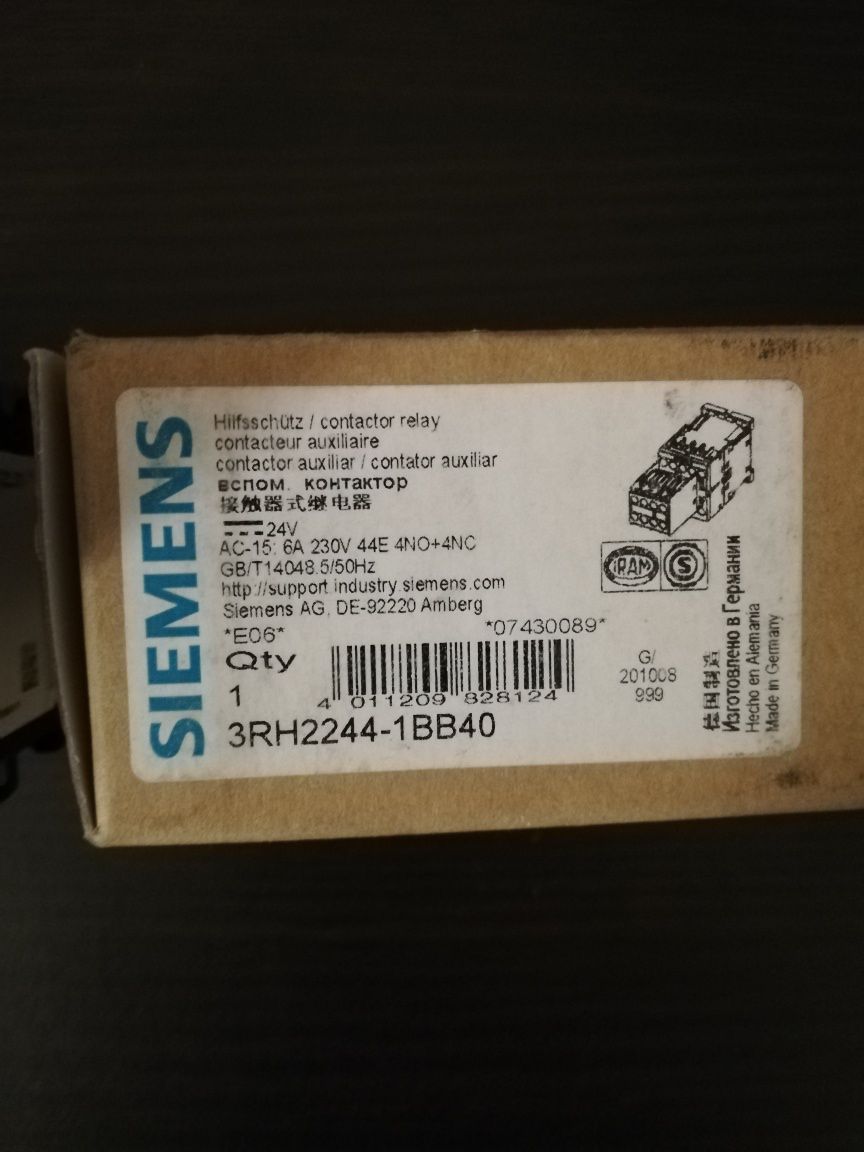 SIEMENS
Hilfsschütz / contactor relay
contacteur auxiliaire
contactor auxiliar / contator auxiliar
вспом. контактор
接触器式继电器
24V
AC-15: 6A 230V 44E 4NO+4NC
GB/T14048.5/50Hz
http://support.industry.siemens.com
Siemens AG, DE-92220 Amberg
*E06* *07430089*
Qty
1
4 011209 828124
3RH2244-1BB40
G/
201008
999
IRAM
S
德国制造
Изготовлено в Германии
Hecho en Alemania
Made in Germany